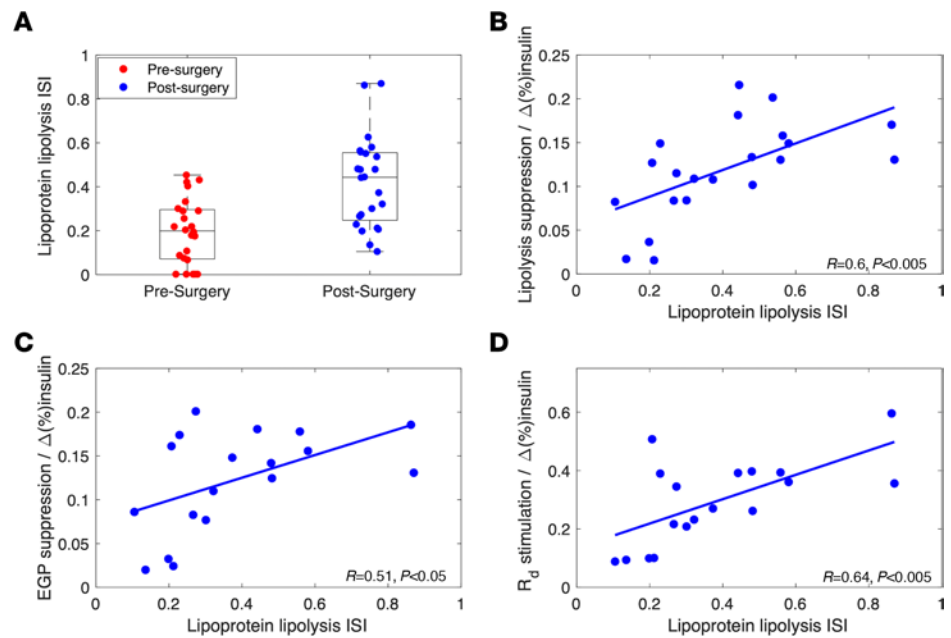 A
Lipoprotein lipolysis ISI
1
0.8
0.6
0.4
0.2
0
Pre-surgery
Post-surgery
Pre-Surgery
Post-Surgery
B
Lipolysis suppression / Δ(%)insulin
0.25
0.2
0.15
0.1
0.05
0
R=0.6, P<0.005
0 0.2 0.4 0.6 0.8 1
Lipoprotein lipolysis ISI
C
EGP suppression / Δ(%)insulin
0.25
0.2
0.15
0.1
0.05
0
R=0.51, P<0.05
0 0.2 0.4 0.6 0.8 1
Lipoprotein lipolysis ISI
D
R_d stimulation / Δ(%)insulin
0.6
0.4
0.2
0
R=0.64, P<0.005
0 0.2 0.4 0.6 0.8 1
Lipoprotein lipolysis ISI